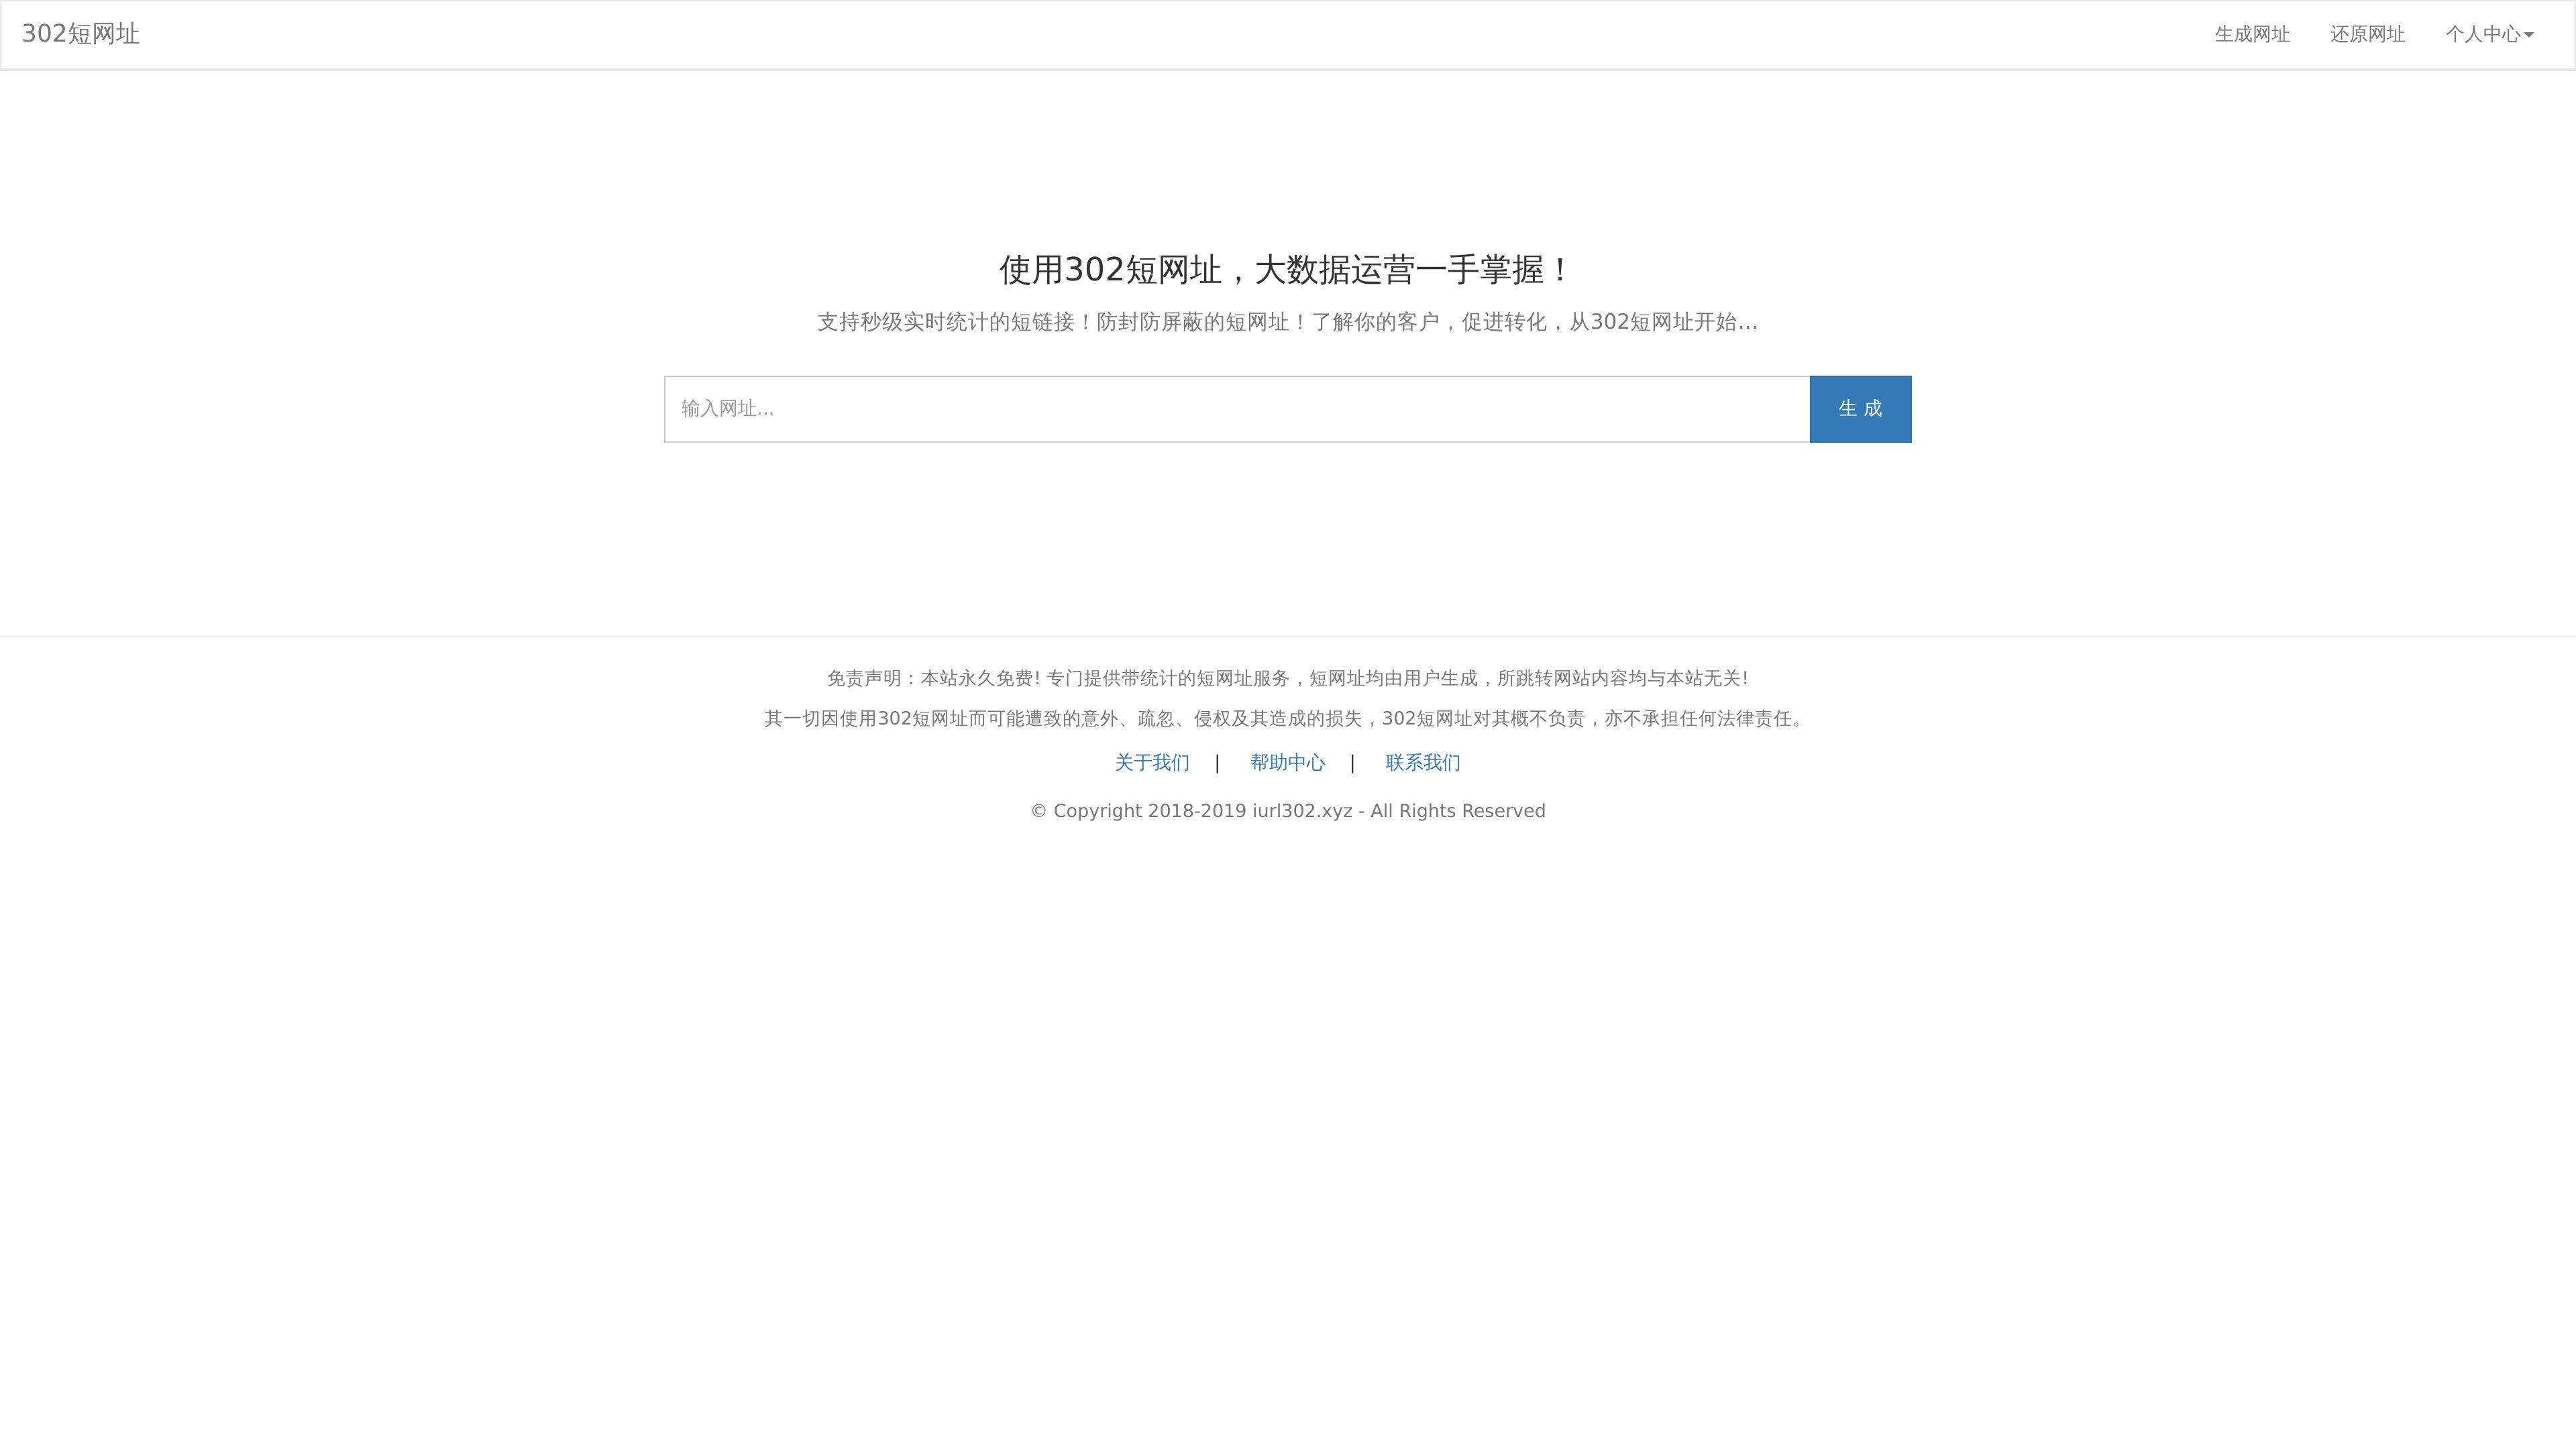 302短网址
生成网址 还原网址 个人中心
使用302短网址，大数据运营一手掌握！
支持秒级实时统计的短链接！防封防屏蔽的短网址！了解你的客户，促进转化，从302短网址开始...
输入网址...
生 成
免责声明：本站永久免费! 专门提供带统计的短网址服务，短网址均由用户生成，所跳转网站内容均与本站无关!
其一切因使用302短网址而可能遭致的意外、疏忽、侵权及其造成的损失，302短网址对其概不负责，亦不承担任何法律责任。
关于我们 | 帮助中心 | 联系我们
© Copyright 2018-2019 iurl302.xyz - All Rights Reserved